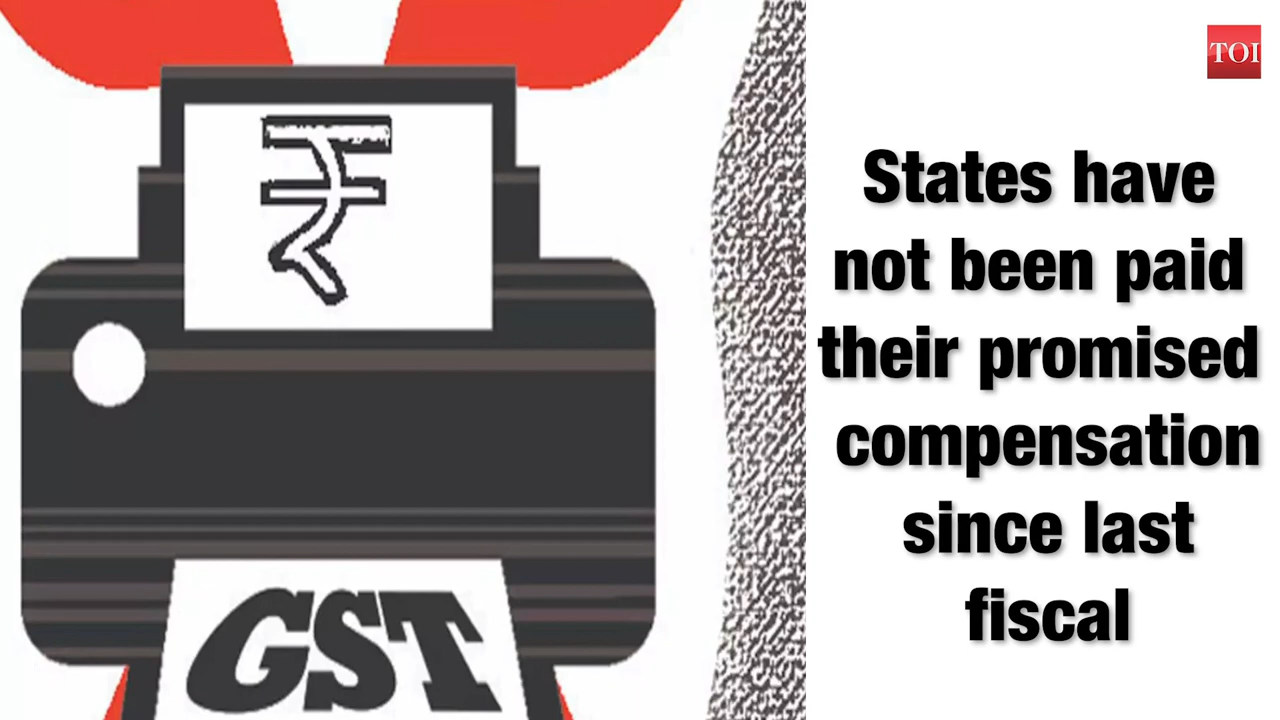 ₹
GST
TOI
States have
not been paid
their promised
compensation
since last
fiscal